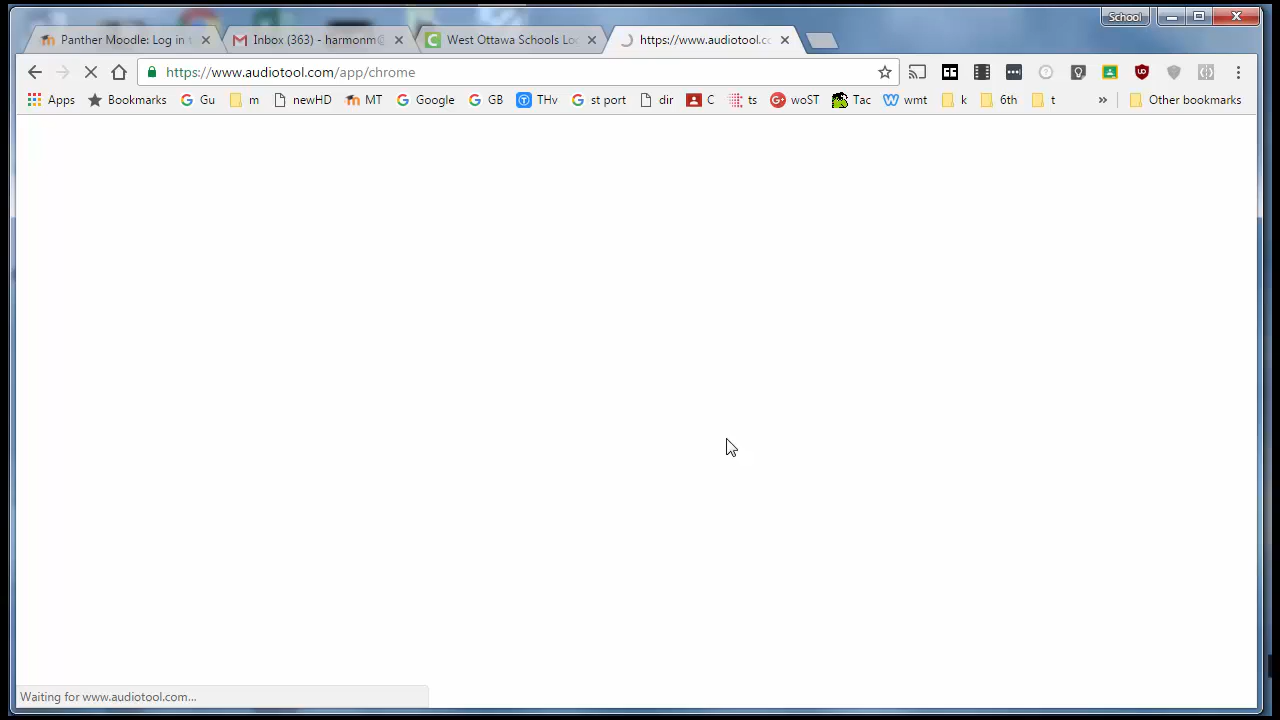 School
Panther Moodle: Log in t
Inbox (363) - harmonm@
West Ottawa Schools Loc
https://www.audiotool.cc
https://www.audiotool.com/app/chrome
Apps Bookmarks Gu newHD MT Google GB THv st port dir C ts woST Tac wmt k 6th t » Other bookmarks
Waiting for www.audiotool.com...